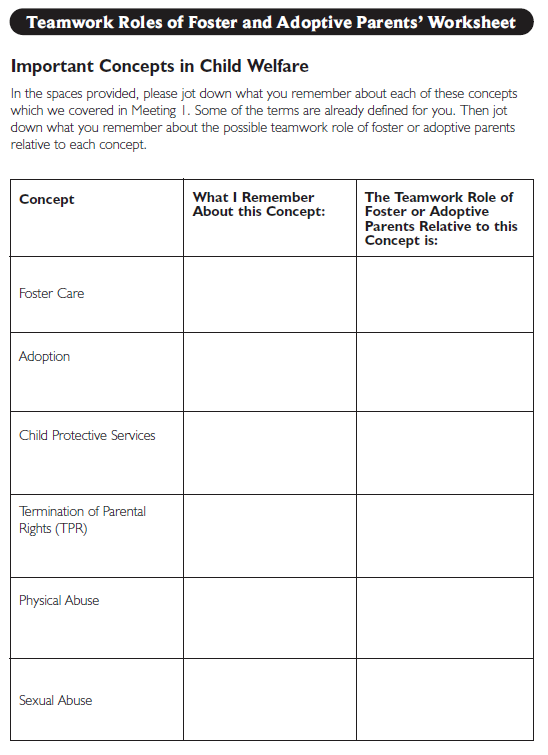 Teamwork Roles of Foster and Adoptive Parents' Worksheet
Important Concepts in Child Welfare
In the spaces provided, please jot down what you remember about each of these concepts
which we covered in Meeting 1. Some of the terms are already defined for you. Then jot
down what you remember about the possible teamwork role of foster or adoptive parents
relative to each concept.
Concept
What I Remember
About this Concept:
The Teamwork Role of
Foster or Adoptive
Parents Relative to this
Concept is:
Foster Care
Adoption
Child Protective Services
Termination of Parental
Rights (TPR)
Physical Abuse
Sexual Abuse